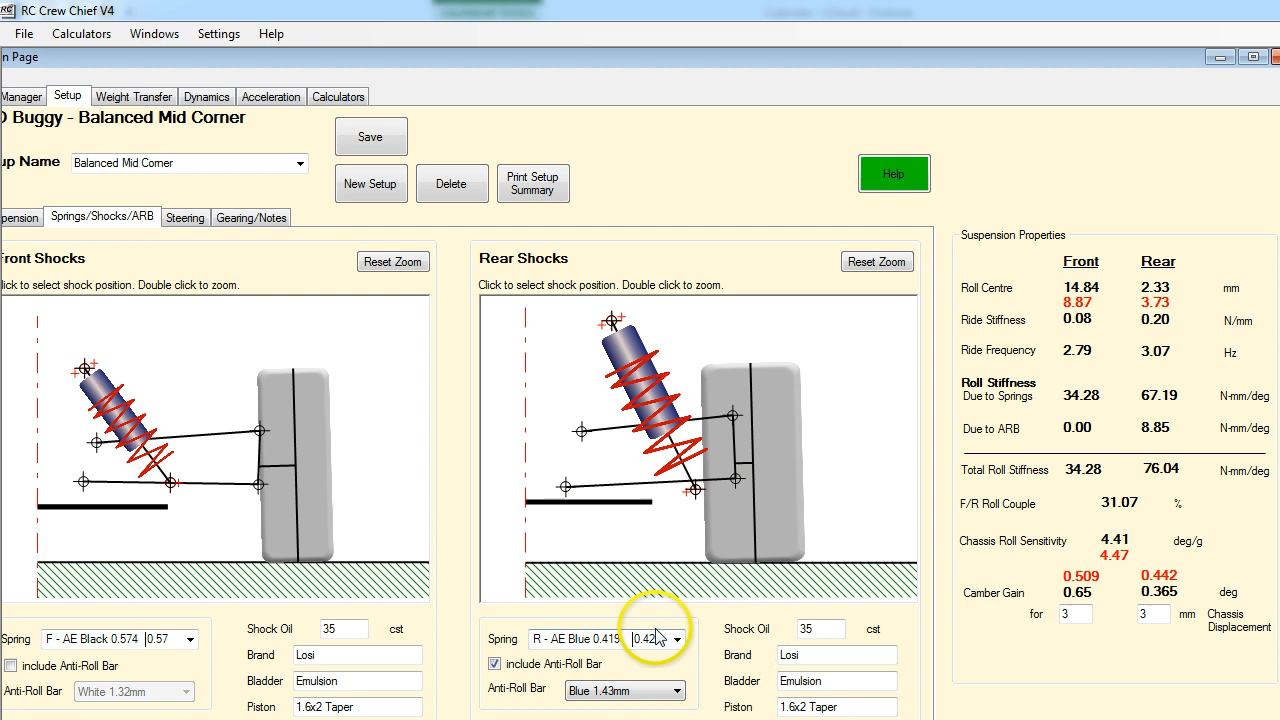 RC Crew Chief V4
File Calculators Windows Settings Help
n Page
Manager Setup Weight Transfer Dynamics Acceleration Calculators
D Buggy - Balanced Mid Corner
up Name Balanced Mid Corner
Save
New Setup Delete Print Setup Summary
Help
pension Springs/Shocks/ARB Steering Gearing/Notes
Front Shocks Reset Zoom
Click to select shock position. Double click to zoom.
Rear Shocks Reset Zoom
Click to select shock position. Double click to zoom.
Spring F - AE Black 0.574 0.57
include Anti-Roll Bar
Anti-Roll Bar White 1.32mm
Shock Oil 35 cst
Brand Losi
Bladder Emulsion
Piston 1.6x2 Taper
Spring R - AE Blue 0.419 0.42
include Anti-Roll Bar
Anti-Roll Bar Blue 1.43mm
Shock Oil 35 cst
Brand Losi
Bladder Emulsion
Piston 1.6x2 Taper
Suspension Properties
Front Rear
Roll Centre 14.84 2.33 mm
8.87 3.73
Ride Stiffness 0.08 0.20 N/mm
Ride Frequency 2.79 3.07 Hz
Roll Stiffness
Due to Springs 34.28 67.19 N-mm/deg
Due to ARB 0.00 8.85 N-mm/deg
Total Roll Stiffness 34.28 76.04 N-mm/deg
F/R Roll Couple 31.07 %
Chassis Roll Sensitivity 4.41 deg/g
4.47
0.509 0.442
Camber Gain 0.65 0.365 deg
for 3 3 mm Chassis Displacement